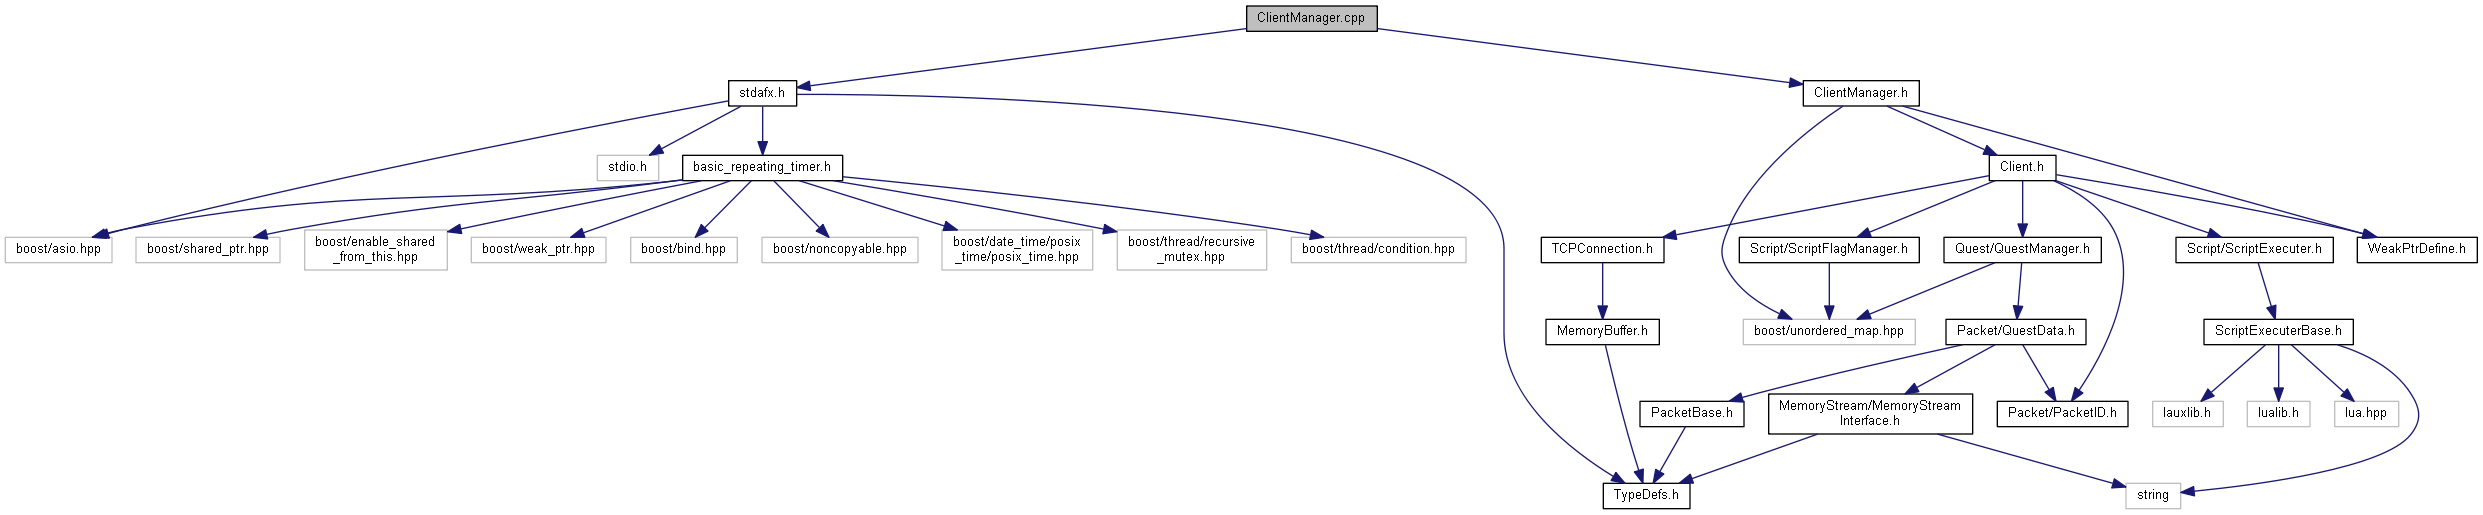 ClientManager.cpp
stdafx.h
ClientManager.h
stdio.h
basic_repeating_timer.h
Client.h
boost/asio.hpp
boost/shared_ptr.hpp
boost/enable_shared
_from_this.hpp
boost/weak_ptr.hpp
boost/bind.hpp
boost/noncopyable.hpp
boost/date_time/posix
_time/posix_time.hpp
boost/thread/recursive
_mutex.hpp
boost/thread/condition.hpp
TCPConnection.h
Script/ScriptFlagManager.h
Quest/QuestManager.h
Script/ScriptExecuter.h
WeakPtrDefine.h
MemoryBuffer.h
boost/unordered_map.hpp
Packet/QuestData.h
ScriptExecuterBase.h
PacketBase.h
MemoryStream/MemoryStream
Interface.h
Packet/PacketID.h
lauxlib.h
lualib.h
lua.hpp
TypeDefs.h
string